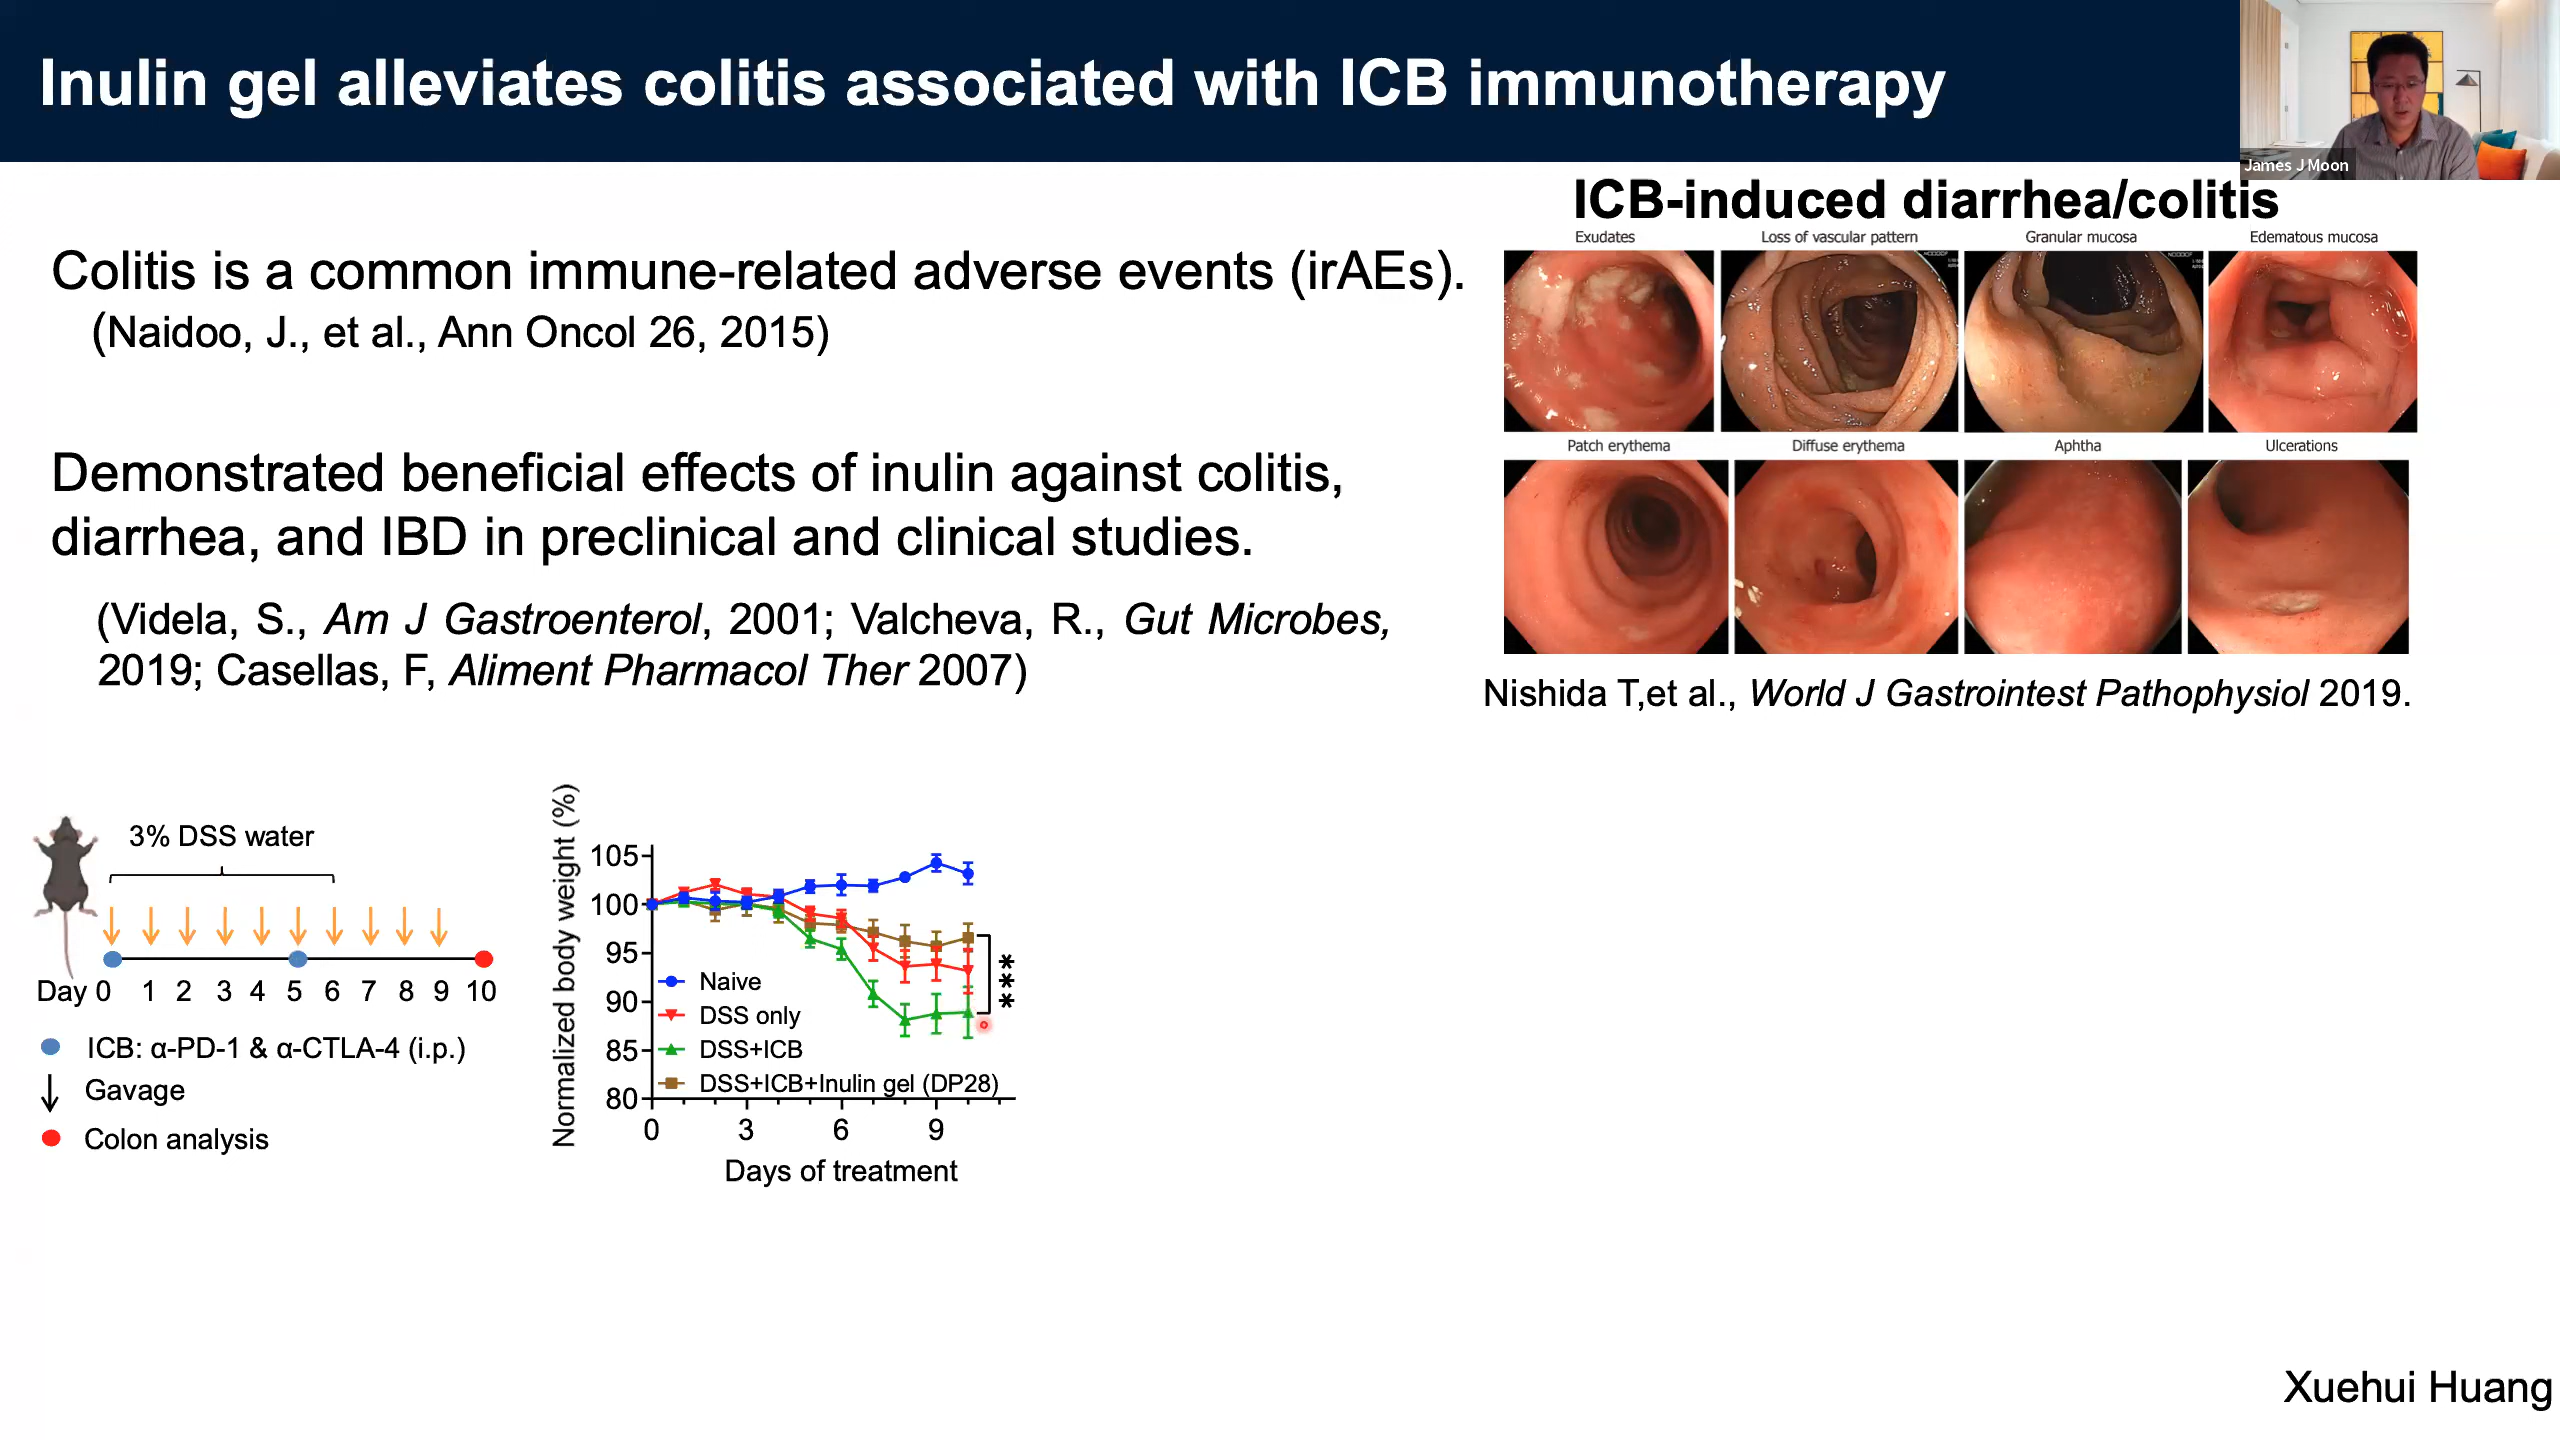 Inulin gel alleviates colitis associated with ICB immunotherapy
James J Moon
Colitis is a common immune-related adverse events (irAEs).
(Naidoo, J., et al., Ann Oncol 26, 2015)
Demonstrated beneficial effects of inulin against colitis,
diarrhea, and IBD in preclinical and clinical studies.
(Videla, S., Am J Gastroenterol, 2001; Valcheva, R., Gut Microbes,
2019; Casellas, F, Aliment Pharmacol Ther 2007)
ICB-induced diarrhea/colitis
Exudates Loss of vascular pattern Granular mucosa Edematous mucosa
Patch erythema Diffuse erythema Aphtha Ulcerations
Nishida T,et al., World J Gastrointest Pathophysiol 2019.
3% DSS water
Day 0 1 2 3 4 5 6 7 8 9 10
ICB: α-PD-1 & α-CTLA-4 (i.p.)
Gavage
Colon analysis
Normalized body weight (%)
105
100
95
90
85
80
Naive
DSS only
DSS+ICB
DSS+ICB+Inulin gel (DP28)
***
0 3 6 9
Days of treatment
Xuehui Huang